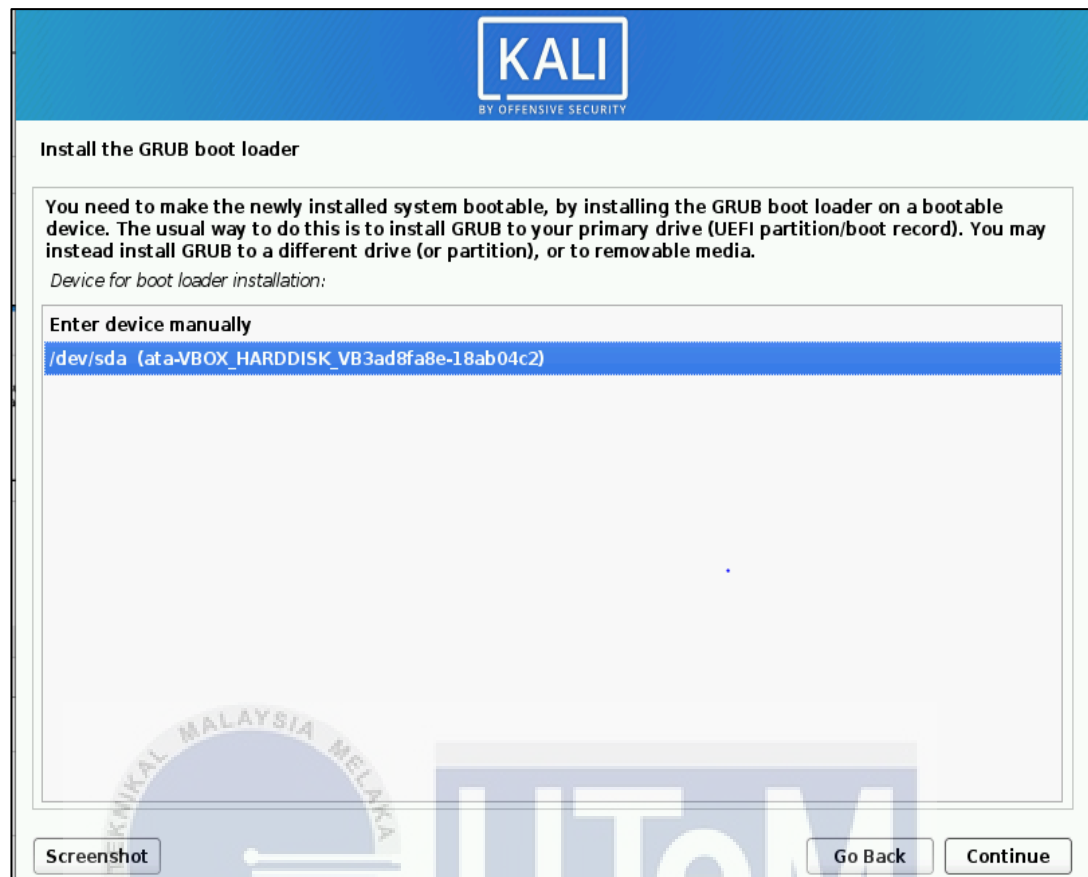 KALI
BY OFFENSIVE SECURITY
Install the GRUB boot loader
You need to make the newly installed system bootable, by installing the GRUB boot loader on a bootable
device. The usual way to do this is to install GRUB to your primary drive (UEFI partition/boot record). You may
instead install GRUB to a different drive (or partition), or to removable media.
Device for boot loader installation:
Enter device manually
/dev/sda (ata-VBOX_HARDDISK_VB3ad8fa8e-18ab04c2)
MALAYSIA
MELAKA
UTeM
Screenshot
Go Back
Continue